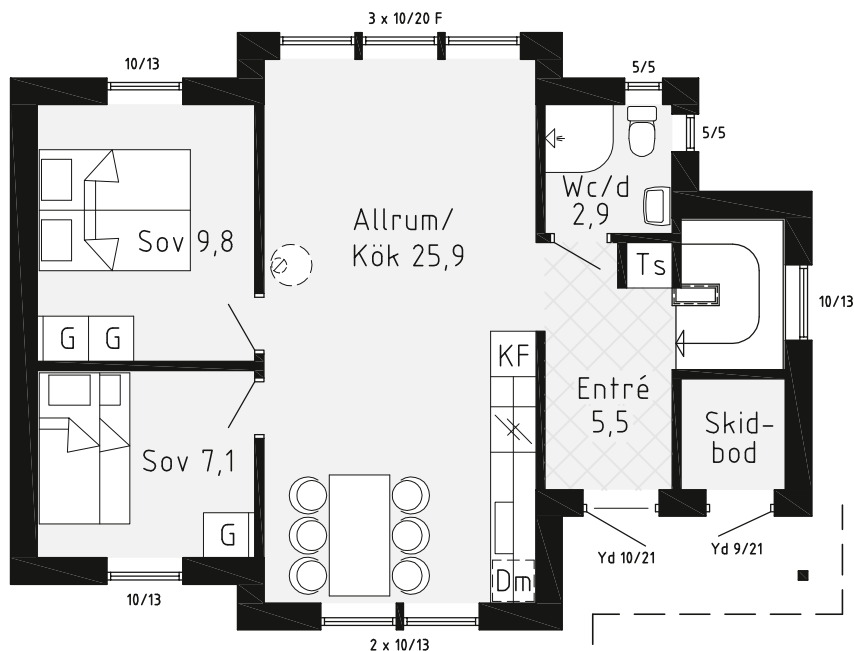 3 x 10/20 F
10/13
5/5
5/5
Wc/d
2,9
Allrum/
Kök 25,9
Sov 9,8
Ts
10/13
G G
KF
Entré
5,5
Skid-
bod
Sov 7,1
G
Yd 10/21
Yd 9/21
Dm
10/13
2 x 10/13